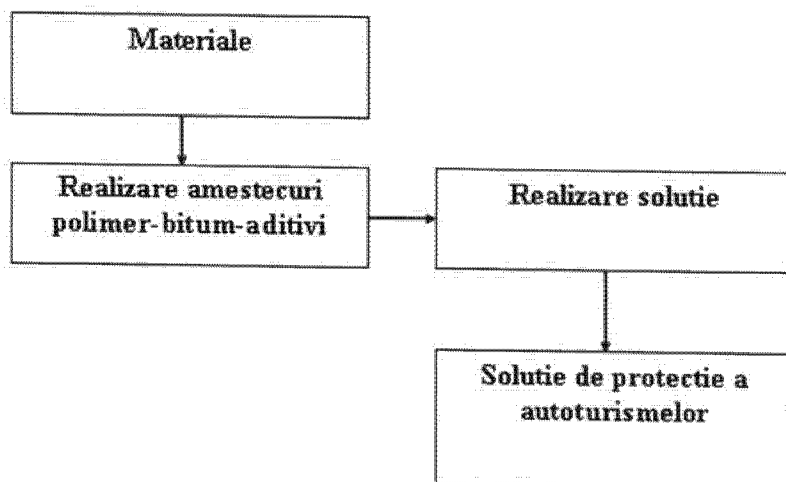 Materiale
Realizare amestecuri
polimer-bitum-aditivi
Realizare solutie
Solutie de protectie a
autoturismelor